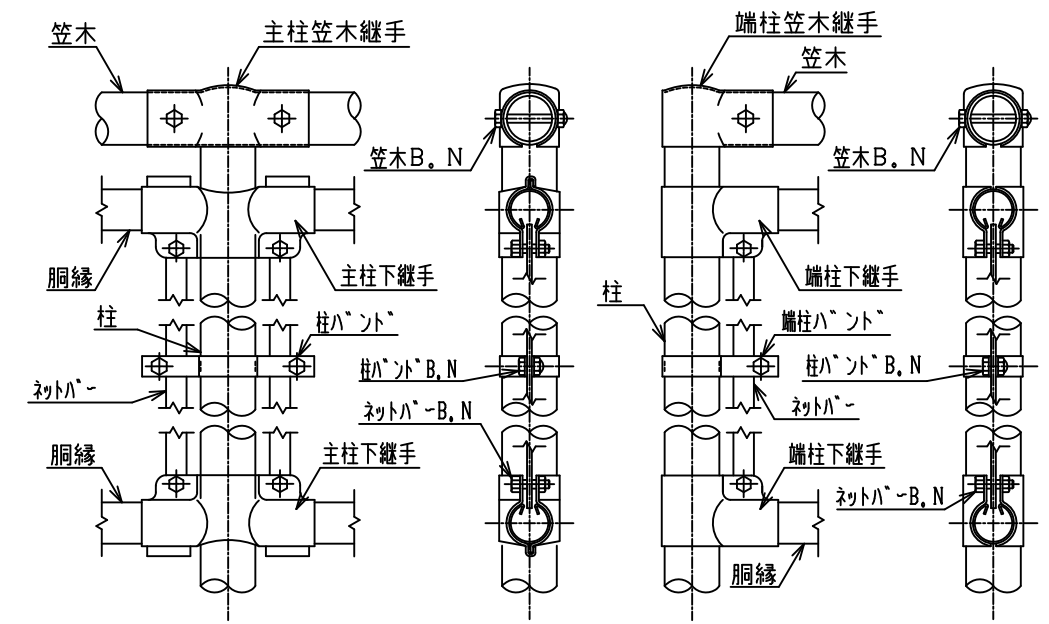 笠木
主柱笠木継手
端柱笠木継手
笠木
笠木B.N
笠木B.N
胴縁
主柱下継手
端柱下継手
柱
柱バンド
柱
端柱バンド
柱バンドB.N
柱バンドB.N
ネットバー
ネットバーB.N
ネットバー
胴縁
主柱下継手
端柱下継手
ネットバーB.N
胴縁